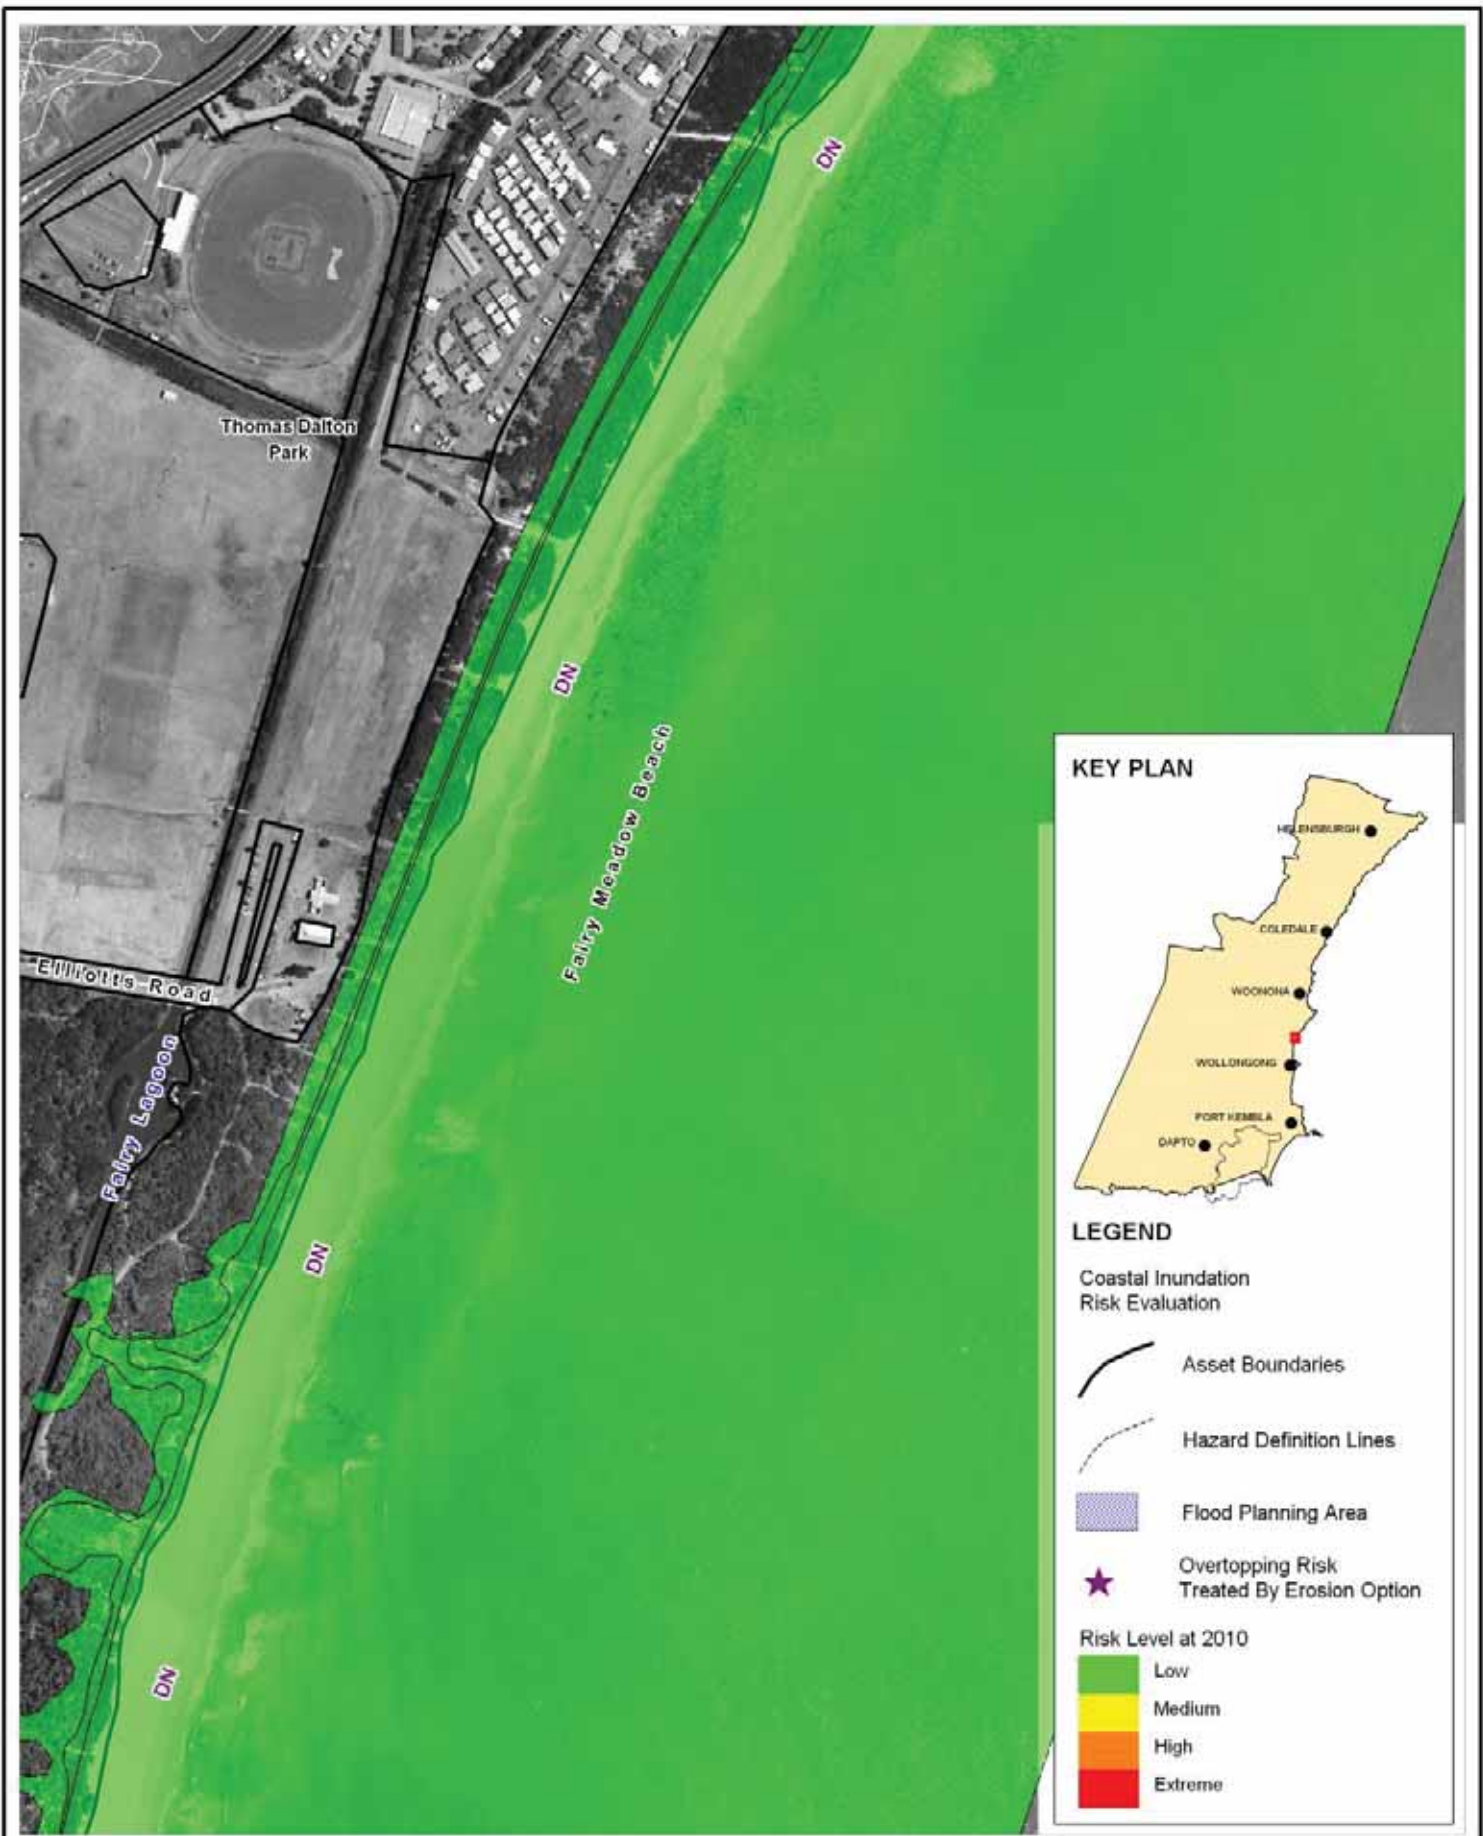 DN
Thomas Dalton
Park
DN
Fairy Meadow Beach
Elliotts Road
Fairy Lagoon
DN
DN
KEY PLAN
HELENSBURGH
COLEDALE
WOONONA
WOLLONGONG
PORT KEMBLA
DAPTO
LEGEND
Coastal Inundation
Risk Evaluation
Asset Boundaries
Hazard Definition Lines
Flood Planning Area
Overtopping Risk
Treated By Erosion Option
Risk Level at 2010
Low
Medium
High
Extreme